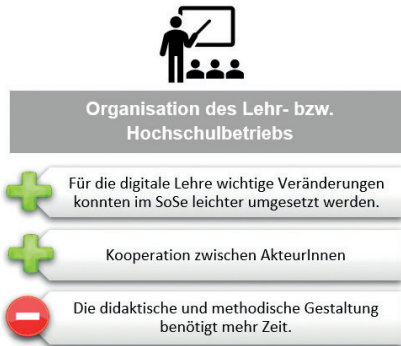 Organisation des Lehr- bzw.
Hochschulbetriebs
Für die digitale Lehre wichtige Veränderungen
konnten im SoSe leichter umgesetzt werden.
Kooperation zwischen AkteurInnen
Die didaktische und methodische Gestaltung
benötigt mehr Zeit.